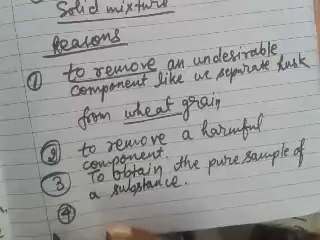 Solid mixture
Reasons
① to remove an undesirable
component like we separate husk
from wheat grain
② to remove a harmful
component.
③ To obtain the pure sample of
a substance.
④